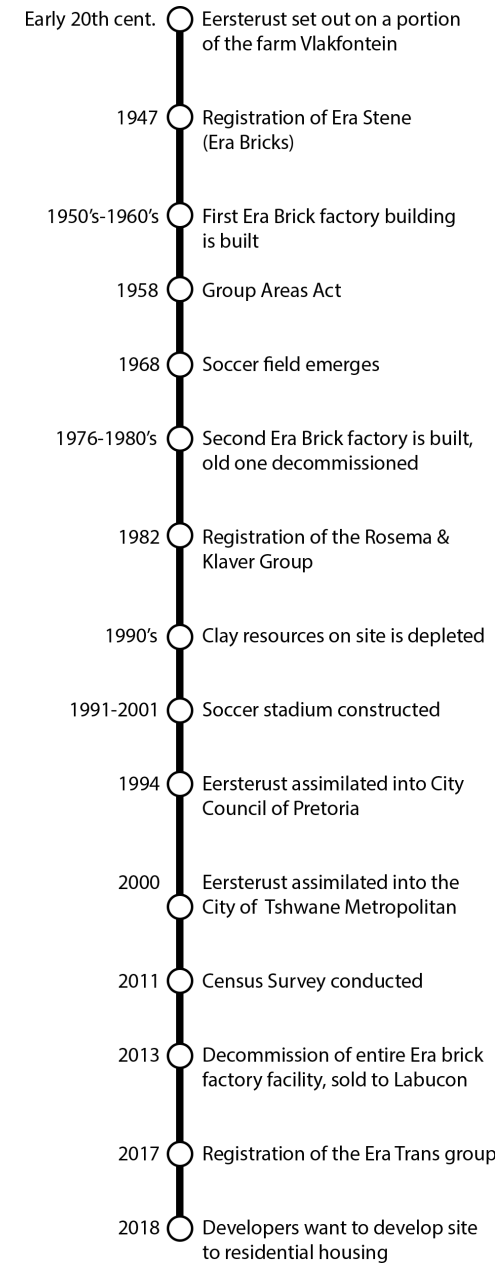 Early 20th cent. Eersterust set out on a portion
of the farm Vlakfontein
1947 Registration of Era Stene
(Era Bricks)
1950's-1960's First Era Brick factory building
is built
1958 Group Areas Act
1968 Soccer field emerges
1976-1980's Second Era Brick factory is built,
old one decommissioned
1982 Registration of the Rosema &
Klaver Group
1990's Clay resources on site is depleted
1991-2001 Soccer stadium constructed
1994 Eersterust assimilated into City
Council of Pretoria
2000 Eersterust assimilated into the
City of Tshwane Metropolitan
2011 Census Survey conducted
2013 Decommission of entire Era brick
factory facility, sold to Labucon
2017 Registration of the Era Trans group
2018 Developers want to develop site
to residential housing